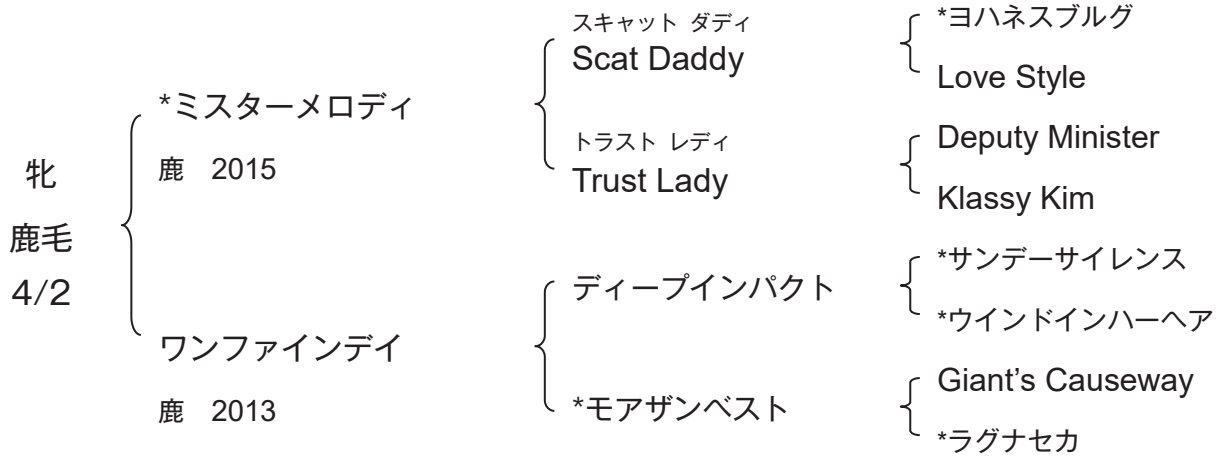 牝
鹿毛
4/2
*ミスターメロディ
鹿 2015
ワンファインデイ
鹿 2013
スキャット ダディ
Scat Daddy
トラスト レディ
Trust Lady
ディープインパクト
*モアザンベスト
*ヨハネスブルグ
Love Style
Deputy Minister
Klassy Kim
*サンデーサイレンス
*ウインドインハーヘア
Giant’s Causeway
*ラグナセカ